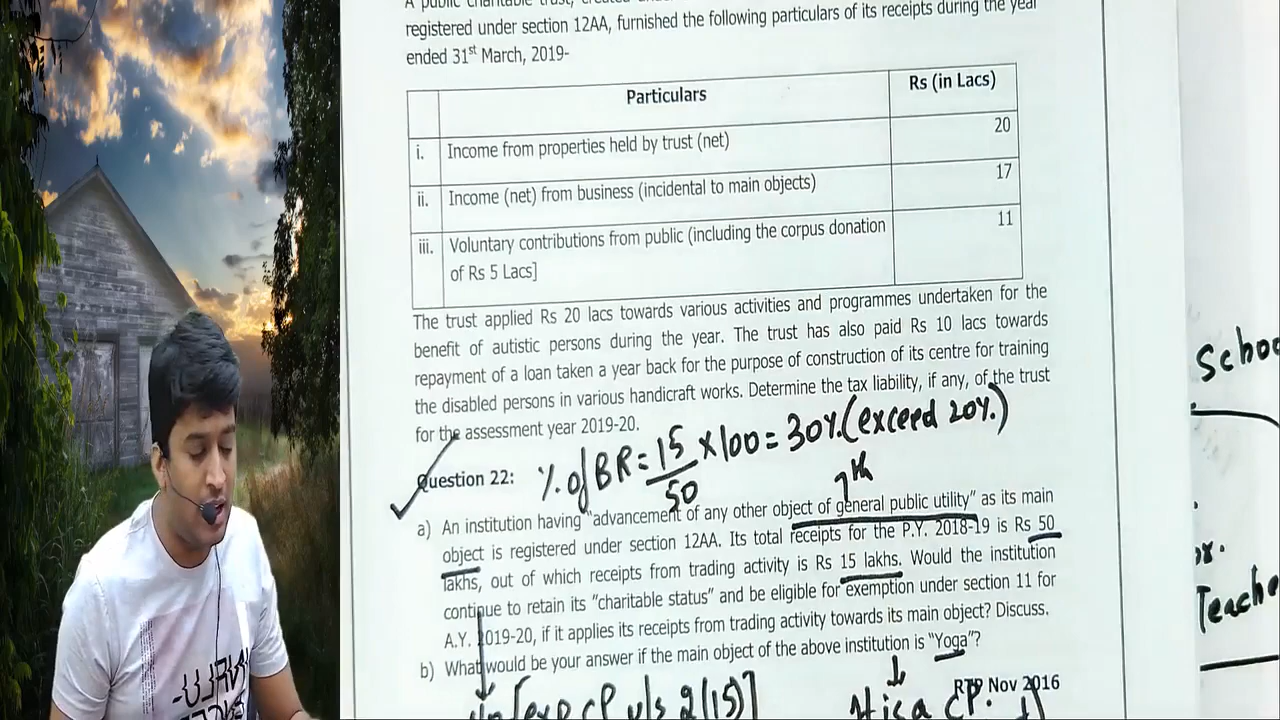 A public charitable trust, created
registered under section 12AA, furnished the following particulars of its receipts during the year
ended 31st March, 2019-
Particulars Rs (in Lacs)
i. Income from properties held by trust (net) 20
ii. Income (net) from business (incidental to main objects) 17
iii. Voluntary contributions from public (including the corpus donation 11
of Rs 5 Lacs]
The trust applied Rs 20 lacs towards various activities and programmes undertaken for the
benefit of autistic persons during the year. The trust has also paid Rs 10 lacs towards
repayment of a loan taken a year back for the purpose of construction of its centre for training
the disabled persons in various handicraft works. Determine the tax liability, if any, of the trust
for the assessment year 2019-20.
% of BR = 15/50 × 100 = 30%. (exceed 20%.)
Question 22:
7th
a) An institution having "advancement of any other object of general public utility" as its main
object is registered under section 12AA. Its total receipts for the P.Y. 2018-19 is Rs 50
lakhs, out of which receipts from trading activity is Rs 15 lakhs. Would the institution
continue to retain its "charitable status" and be eligible for exemption under section 11 for
A.Y. 2019-20, if it applies its receipts from trading activity towards its main object? Discuss.
b) What would be your answer if the main object of the above institution is "Yoga"?
RTP Nov 2016
CP u/s 2(15)]
is a CP.
Teache